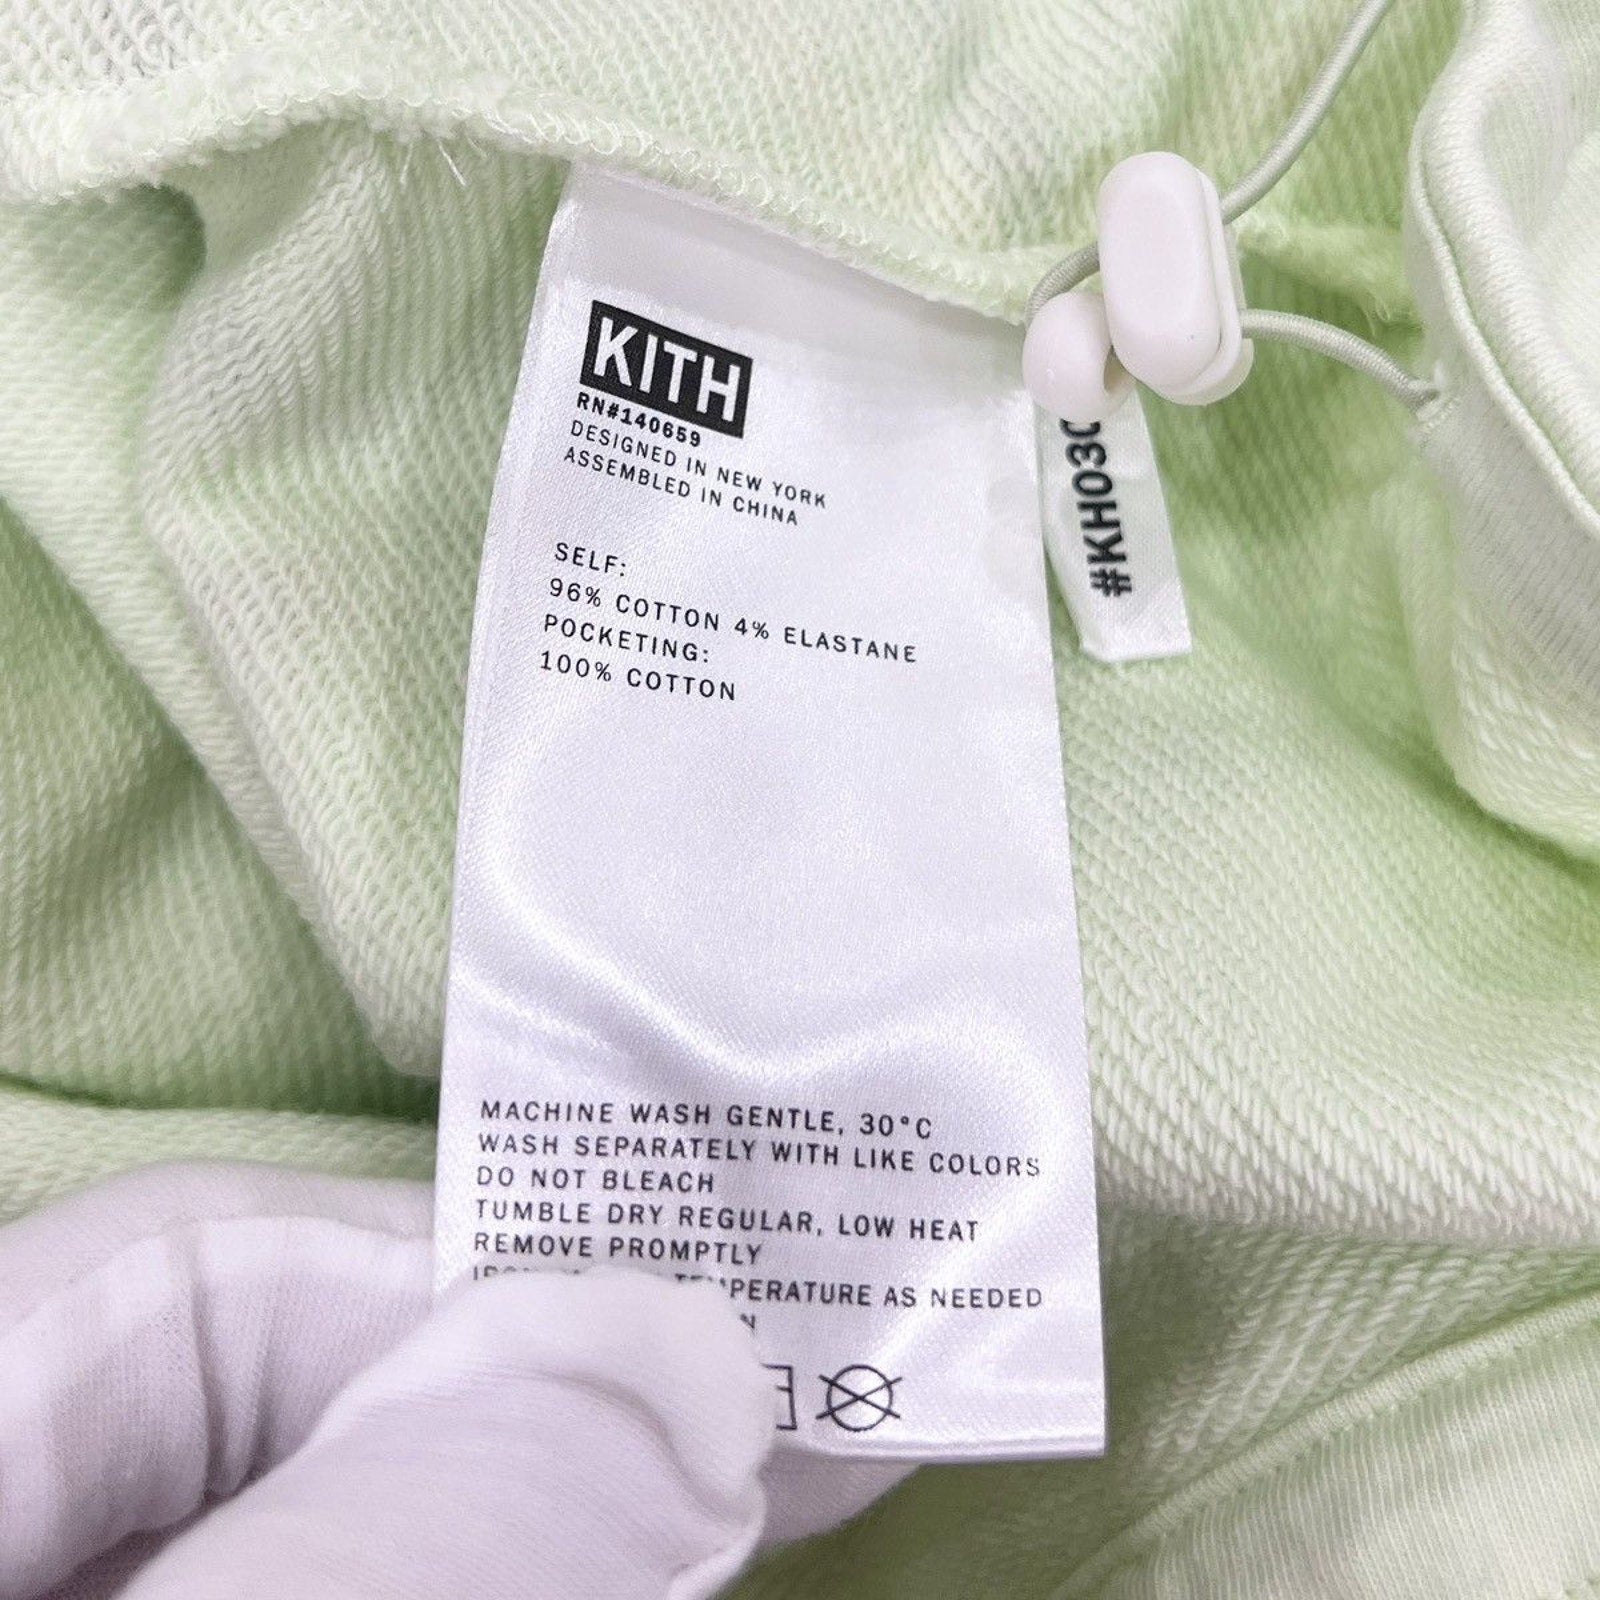 KITH
RN#140659
DESIGNED IN NEW YORK
ASSEMBLED IN CHINA
SELF:
96% COTTON 4% ELASTANE
POCKETING:
100% COTTON
MACHINE WASH GENTLE, 30°C
WASH SEPARATELY WITH LIKE COLORS
DO NOT BLEACH
TUMBLE DRY REGULAR, LOW HEAT
REMOVE PROMPTLY
AS NEEDED
#KH030